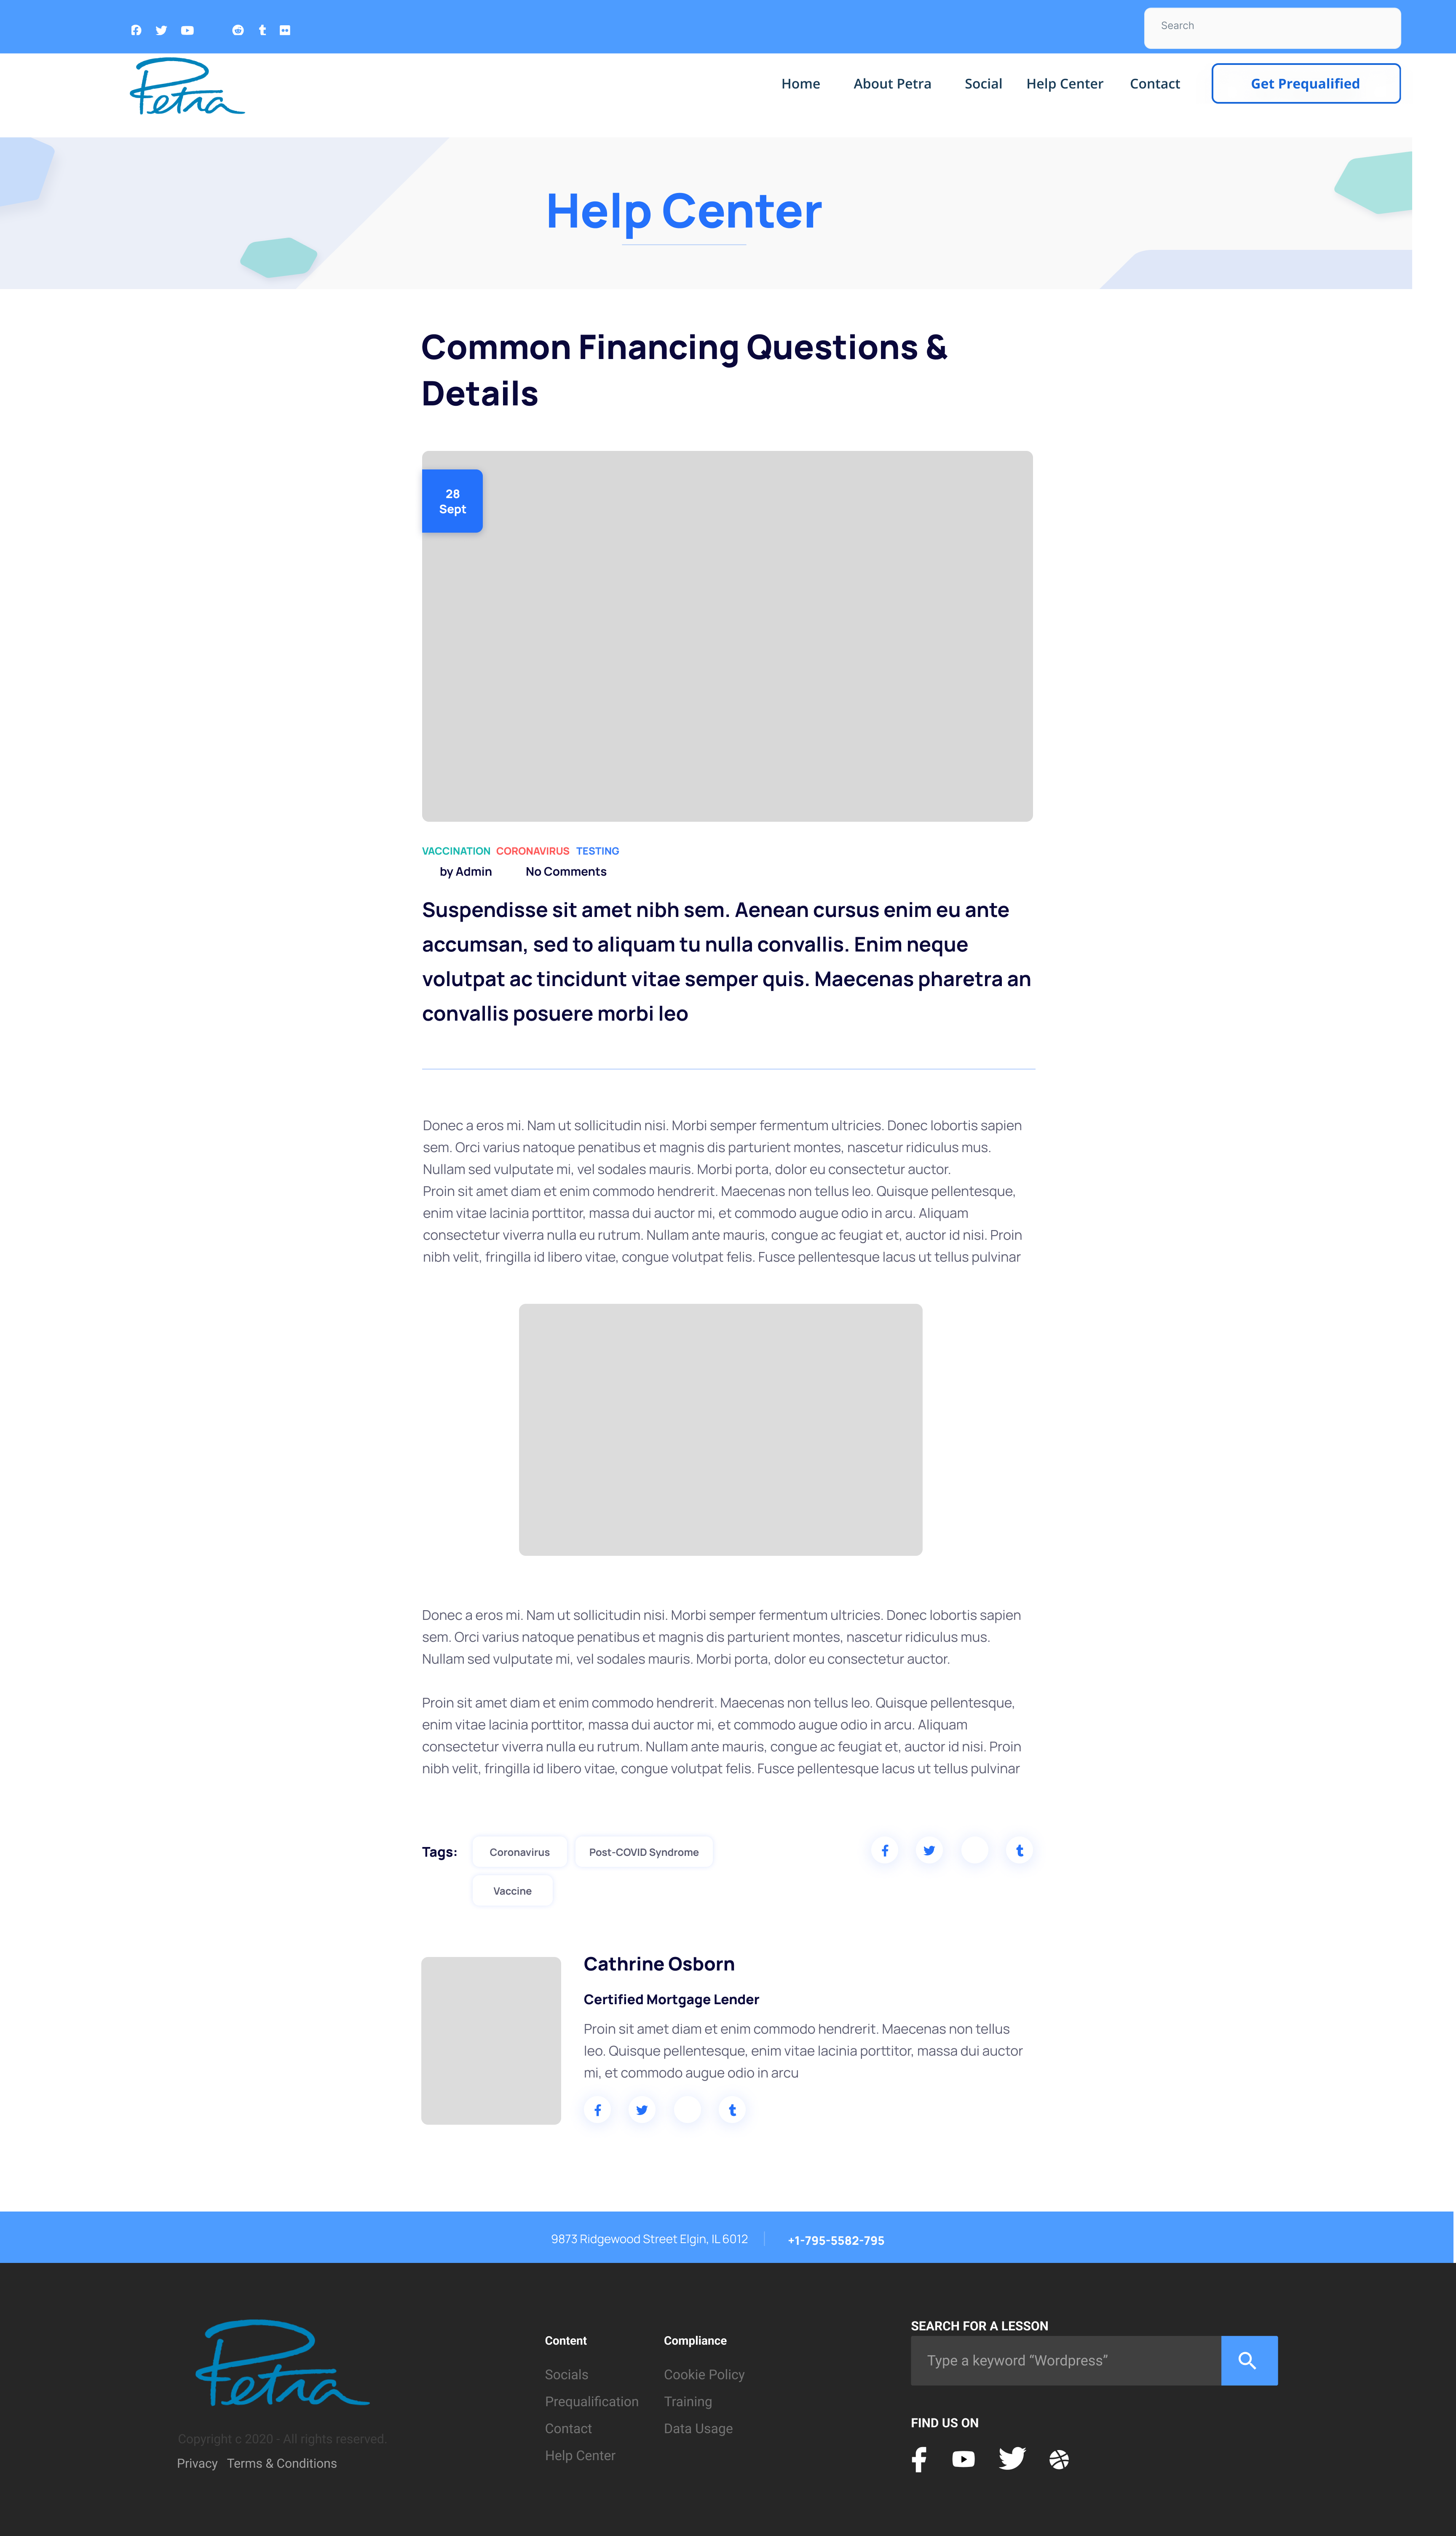 Search
Petra
Home About Petra Social Help Center Contact Get Prequalified
Help Center
Common Financing Questions &
Details
28
Sept
VACCINATION CORONAVIRUS TESTING
by Admin No Comments
Suspendisse sit amet nibh sem. Aenean cursus enim eu ante
accumsan, sed to aliquam tu nulla convallis. Enim neque
volutpat ac tincidunt vitae semper quis. Maecenas pharetra an
convallis posuere morbi leo
Donec a eros mi. Nam ut sollicitudin nisi. Morbi semper fermentum ultricies. Donec lobortis sapien
sem. Orci varius natoque penatibus et magnis dis parturient montes, nascetur ridiculus mus.
Nullam sed vulputate mi, vel sodales mauris. Morbi porta, dolor eu consectetur auctor.
Proin sit amet diam et enim commodo hendrerit. Maecenas non tellus leo. Quisque pellentesque,
enim vitae lacinia porttitor, massa dui auctor mi, et commodo augue odio in arcu. Aliquam
consectetur viverra nulla eu rutrum. Nullam ante mauris, congue ac feugiat et, auctor id nisi. Proin
nibh velit, fringilla id libero vitae, congue volutpat felis. Fusce pellentesque lacus ut tellus pulvinar
Donec a eros mi. Nam ut sollicitudin nisi. Morbi semper fermentum ultricies. Donec lobortis sapien
sem. Orci varius natoque penatibus et magnis dis parturient montes, nascetur ridiculus mus.
Nullam sed vulputate mi, vel sodales mauris. Morbi porta, dolor eu consectetur auctor.
Proin sit amet diam et enim commodo hendrerit. Maecenas non tellus leo. Quisque pellentesque,
enim vitae lacinia porttitor, massa dui auctor mi, et commodo augue odio in arcu. Aliquam
consectetur viverra nulla eu rutrum. Nullam ante mauris, congue ac feugiat et, auctor id nisi. Proin
nibh velit, fringilla id libero vitae, congue volutpat felis. Fusce pellentesque lacus ut tellus pulvinar
Tags: Coronavirus Post-COVID Syndrome
Vaccine
Cathrine Osborn
Certified Mortgage Lender
Proin sit amet diam et enim commodo hendrerit. Maecenas non tellus
leo. Quisque pellentesque, enim vitae lacinia porttitor, massa dui auctor
mi, et commodo augue odio in arcu
9873 Ridgewood Street Elgin, IL 6012 +1-795-5582-795
Petra
Copyright c 2020 - All rights reserved.
Privacy Terms & Conditions
Content
Socials
Prequalification
Contact
Help Center
Compliance
Cookie Policy
Training
Data Usage
SEARCH FOR A LESSON
Type a keyword “Wordpress”
FIND US ON